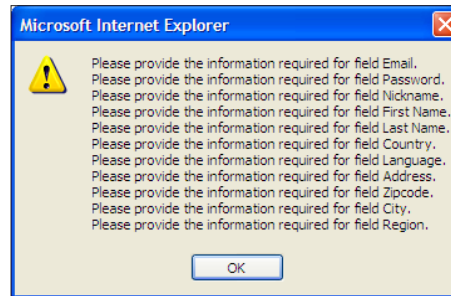 Microsoft Internet Explorer
Please provide the information required for field Email.
Please provide the information required for field Password.
Please provide the information required for field Nickname.
Please provide the information required for field First Name.
Please provide the information required for field Last Name.
Please provide the information required for field Country.
Please provide the information required for field Language.
Please provide the information required for field Address.
Please provide the information required for field Zipcode.
Please provide the information required for field City.
Please provide the information required for field Region.
OK